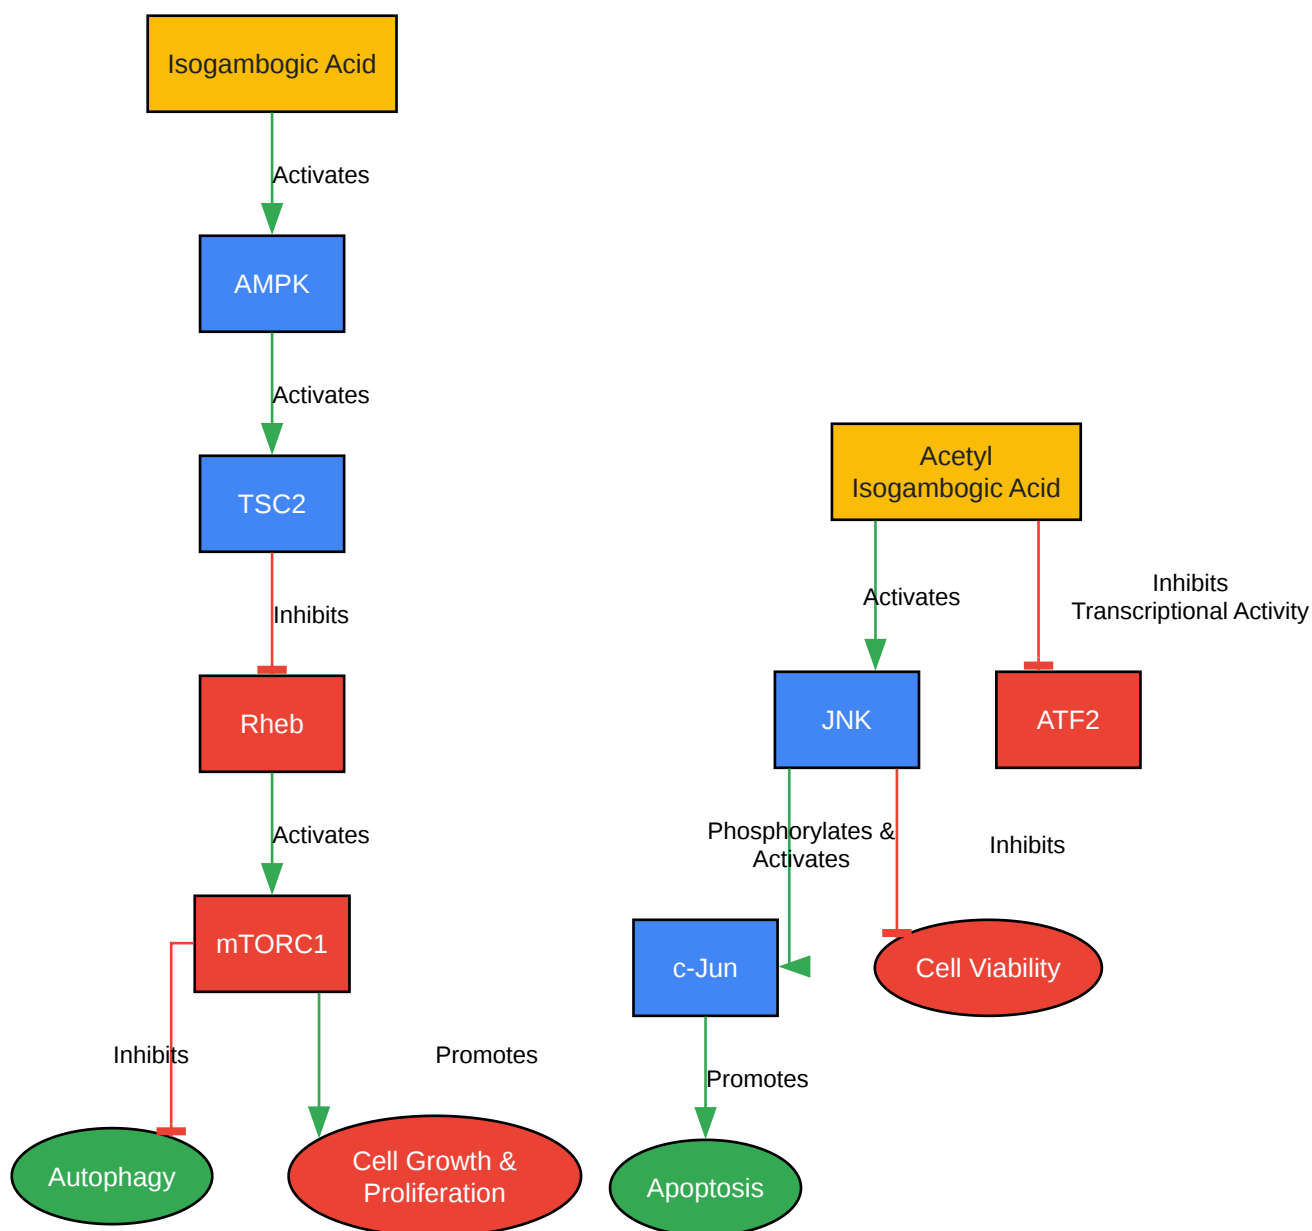 Isogambogic Acid
Activates
AMPK
Activates
TSC2
Inhibits
Rheb
Activates
mTORC1
Inhibits
Promotes
Autophagy
Cell Growth &
Proliferation
Acetyl
Isogambogic Acid
Activates
Inhibits
Transcriptional Activity
JNK
ATF2
Phosphorylates &
Activates
Inhibits
c-Jun
Cell Viability
Promotes
Apoptosis